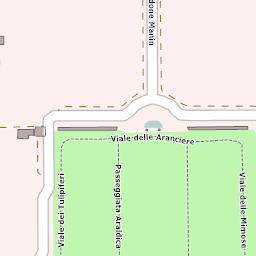 done Manin
Viale delle Aranciere
Viale dei Tulipiferi
Passeggiata Araldica
Viale delle Mimose